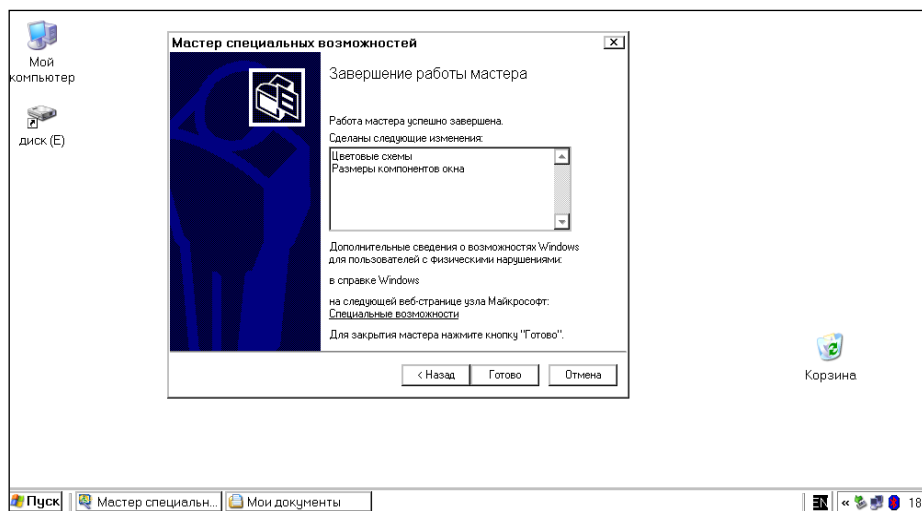 Мой
компьютер
диск (E)
Мастер специальных возможностей
Завершение работы мастера
Работа мастера успешно завершена.
Сделаны следующие изменения:
Цветовые схемы
Размеры компонентов окна
Дополнительные сведения о возможностях Windows
для пользователей с физическими нарушениями:
в справке Windows
на следующей веб-странице узла Майкрософт:
Специальные возможности
Для закрытия мастера нажмите кнопку "Готово".
< Назад
Готово
Отмена
Корзина
Пуск
Мастер специальн...
Мои документы
EN
18